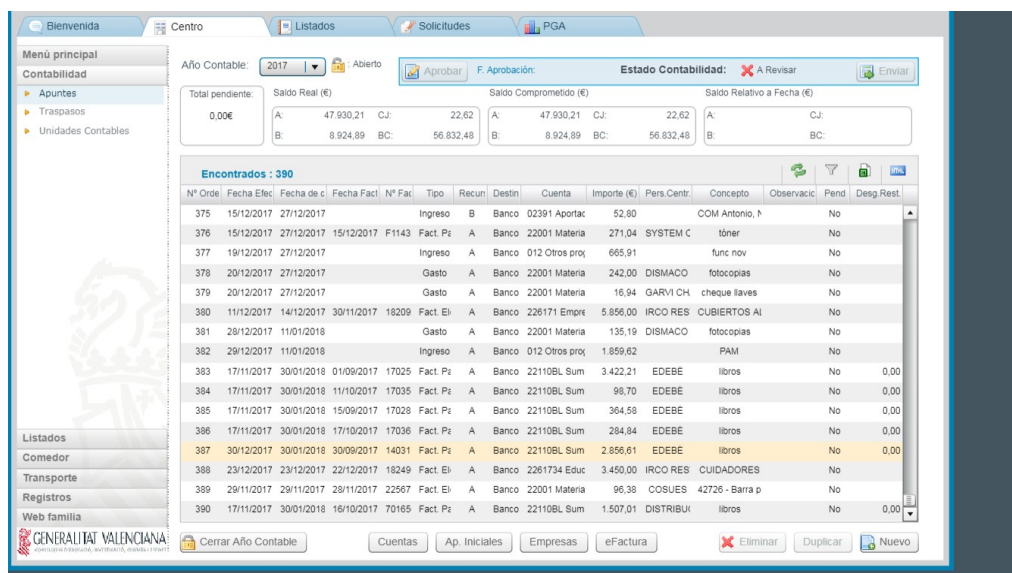 Bienvenida Centro Listados Solicitudes PGA
Menú principal
Contabilidad
Apuntes
Traspasos
Unidades Contables
Listados
Comedor
Transporte
Registros
Web familia
GENERALITAT VALENCIANA
Año Contable: 2017 : Abierto Aprobar F. Aprobación: Estado Contabilidad: A Revisar Enviar
Total pendiente: Saldo Real (€) Saldo Comprometido (€) Saldo Relativo a Fecha (€)
0,00€ A: 47.930,21 CJ: 22,62 A: 47.930,21 CJ: 22,62 A: CJ:
B: 8.924,89 BC: 56.832,48 B: 8.924,89 BC: 56.832,48 B: BC:
Encontrados : 390
Nº Orde Fecha Efec Fecha de c Fecha Fact Nº Fac Tipo Recur Destin Cuenta Importe (€) Pers.Centr. Concepto Observacic Pend Desg.Rest.
375 15/12/2017 27/12/2017 Ingreso B Banco 02391 Aportac 52,80 COM Antonio, N No
376 15/12/2017 27/12/2017 15/12/2017 F1143 Fact. Pa A Banco 22001 Materia 271,04 SYSTEM C tóner No
377 19/12/2017 27/12/2017 Ingreso A Banco 012 Otros prog 665,91 func nov No
378 20/12/2017 27/12/2017 Gasto A Banco 22001 Materia 242,00 DISMACO fotocopias No
379 20/12/2017 27/12/2017 Gasto A Banco 22001 Materia 16,94 GARVI CH. cheque llaves No
380 11/12/2017 14/12/2017 30/11/2017 18209 Fact. El A Banco 226171 Empre 5.856,00 IRCO RES CUBIERTOS AL No
381 28/12/2017 11/01/2018 Gasto A Banco 22001 Materia 135,19 DISMACO fotocopias No
382 29/12/2017 11/01/2018 Ingreso A Banco 012 Otros prog 1.859,62 PAM No
383 17/11/2017 30/01/2018 01/09/2017 17025 Fact. Pa A Banco 22110BL Sum 3.422,21 EDEBÉ libros No 0,00
384 17/11/2017 30/01/2018 11/10/2017 17035 Fact. Pa A Banco 22110BL Sum 98,70 EDEBÉ libros No 0,00
385 17/11/2017 30/01/2018 15/09/2017 17028 Fact. Pa A Banco 22110BL Sum 364,58 EDEBÉ libros No 0,00
386 17/11/2017 30/01/2018 17/10/2017 17036 Fact. Pa A Banco 22110BL Sum 284,84 EDEBÉ libros No 0,00
387 30/12/2017 30/01/2018 30/09/2017 14031 Fact. Pa A Banco 22110BL Sum 2.856,61 EDEBÉ libros No 0,00
388 23/12/2017 23/12/2017 22/12/2017 18249 Fact. El A Banco 2261734 Educ 3.450,00 IRCO RES CUIDADORES No
389 29/11/2017 29/11/2017 28/11/2017 22567 Fact. El A Banco 22001 Materia 96,38 COSUES 42726 - Barra p No
390 17/11/2017 30/01/2018 16/10/2017 70165 Fact. Pa A Banco 22110BL Sum 1.507,01 DISTRIBU libros No 0,00
Cerrar Año Contable Cuentas Ap. Iniciales Empresas eFactura Eliminar Duplicar Nuevo